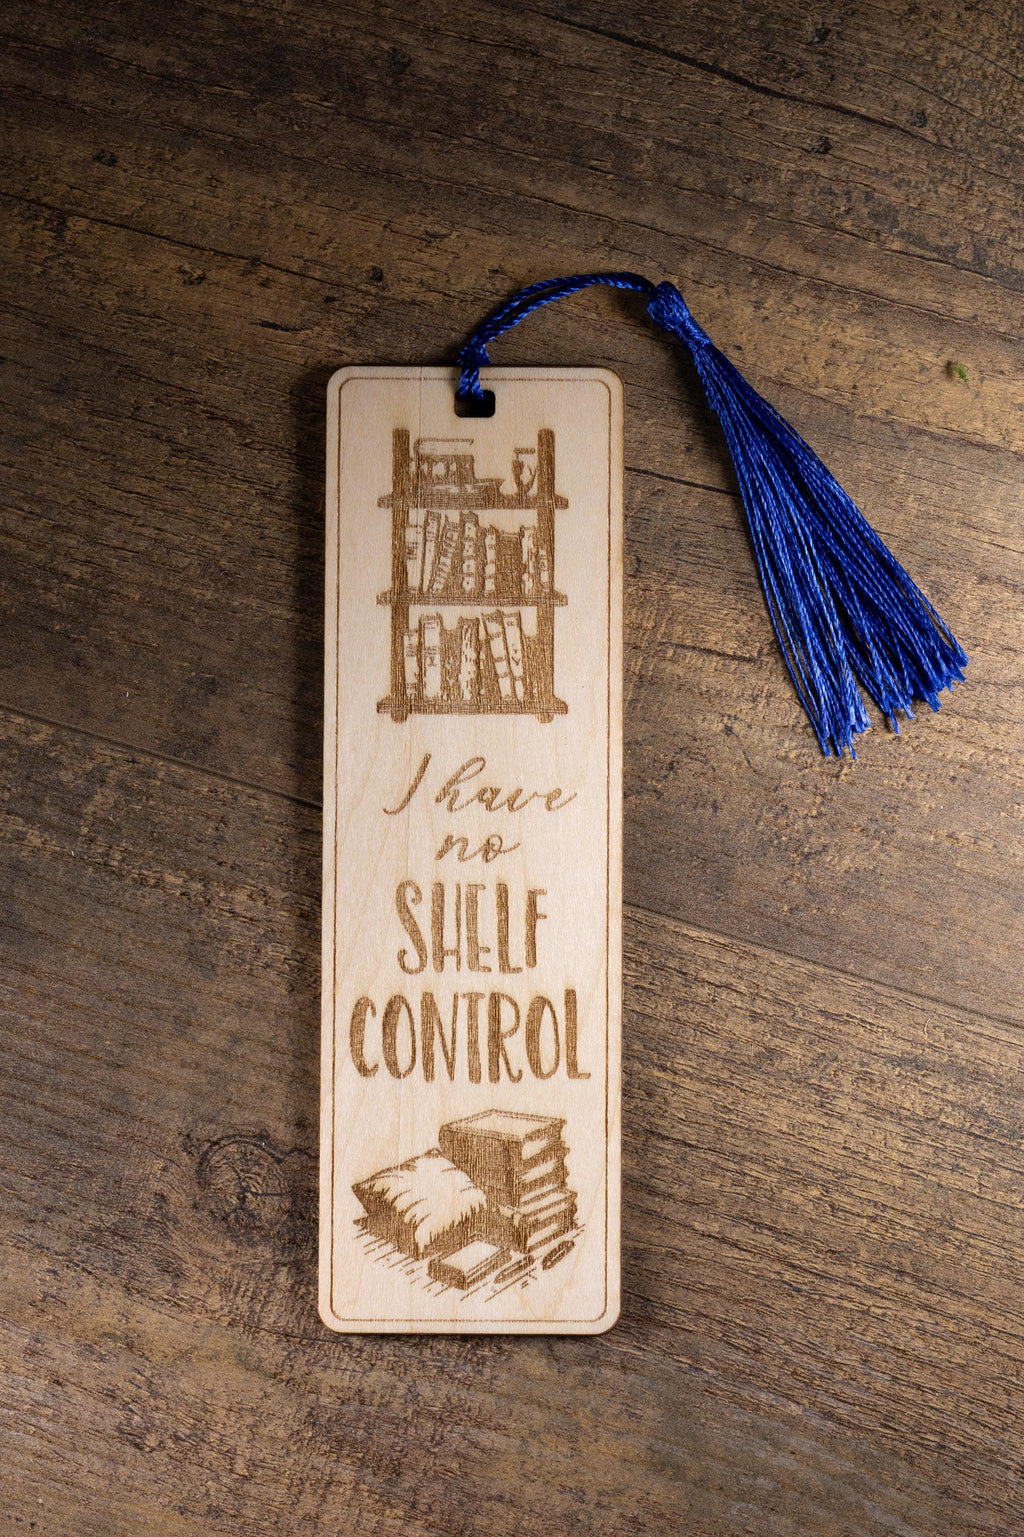 I have
no
SHELF
CONTROL